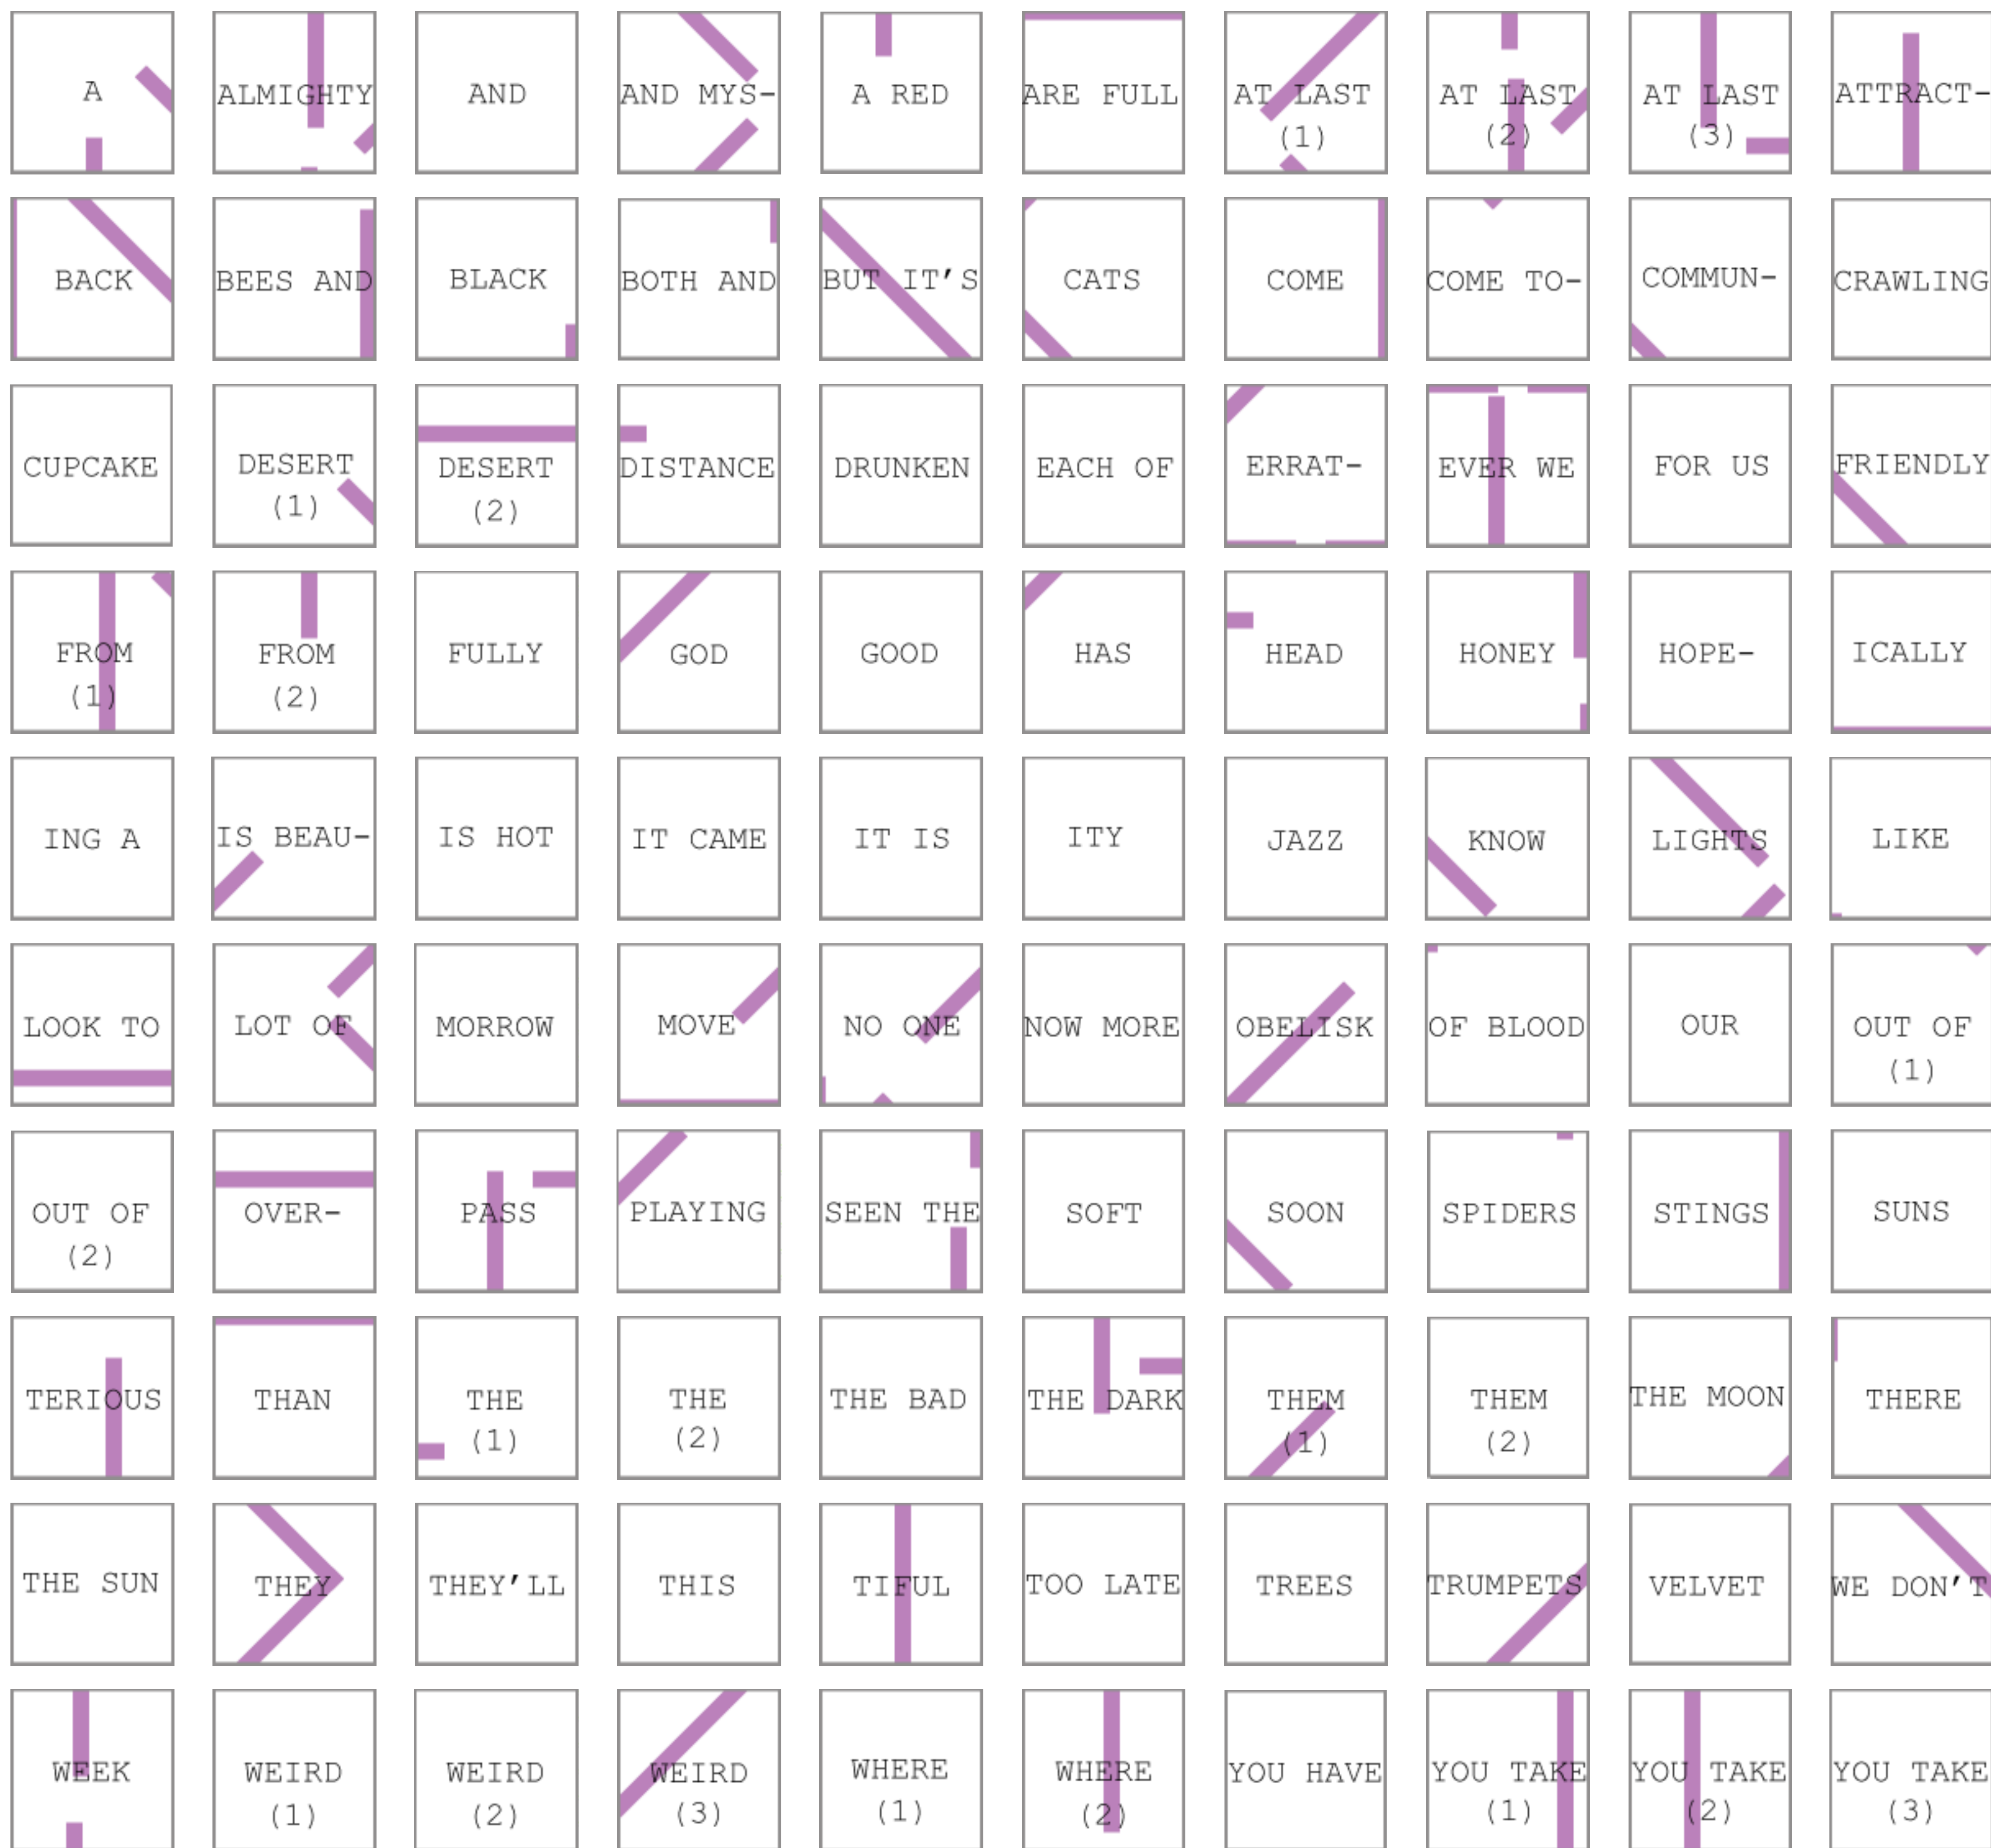 A ALMIGHTY AND AND MYS- A RED ARE FULL AT LAST (1) AT LAST (2) AT LAST (3) ATTRACT-
BACK BEES AND BLACK BOTH AND BUT IT'S CATS COME COME TO- COMMUN- CRAWLING
CUPCAKE DESERT (1) DESERT (2) DISTANCE DRUNKEN EACH OF ERRAT- EVER WE FOR US FRIENDLY
FROM (1) FROM (2) FULLY GOD GOOD HAS HEAD HONEY HOPE- ICALLY
ING A IS BEAU- IS HOT IT CAME IT IS ITY JAZZ KNOW LIGHTS LIKE
LOOK TO LOT OF MORROW MOVE NO ONE NOW MORE OBELISK OF BLOOD OUR OUT OF (1)
OUT OF (2) OVER- PASS PLAYING SEEN THE SOFT SOON SPIDERS STINGS SUNS
TERIOUS THAN THE (1) THE (2) THE BAD THE DARK THEM (1) THEM (2) THE MOON THERE
THE SUN THEY THEY'LL THIS TIFUL TOO LATE TREES TRUMPETS VELVET WE DON'T
WEEK WEIRD (1) WEIRD (2) WEIRD (3) WHERE (1) WHERE (2) YOU HAVE YOU TAKE (1) YOU TAKE (2) YOU TAKE (3)